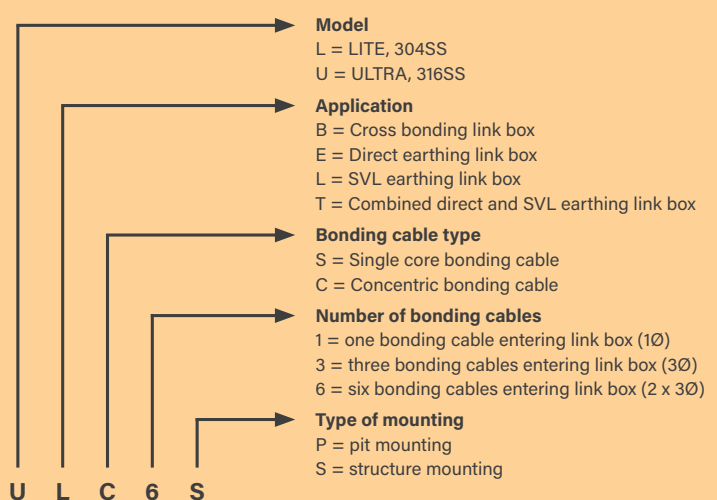 Model
L = LITE, 304SS
U = ULTRA, 316SS
Application
B = Cross bonding link box
E = Direct earthing link box
L = SVL earthing link box
T = Combined direct and SVL earthing link box
Bonding cable type
S = Single core bonding cable
C = Concentric bonding cable
Number of bonding cables
1 = one bonding cable entering link box (1Ø)
3 = three bonding cables entering link box (3Ø)
6 = six bonding cables entering link box (2 x 3Ø)
Type of mounting
P = pit mounting
S = structure mounting
U L C 6 S